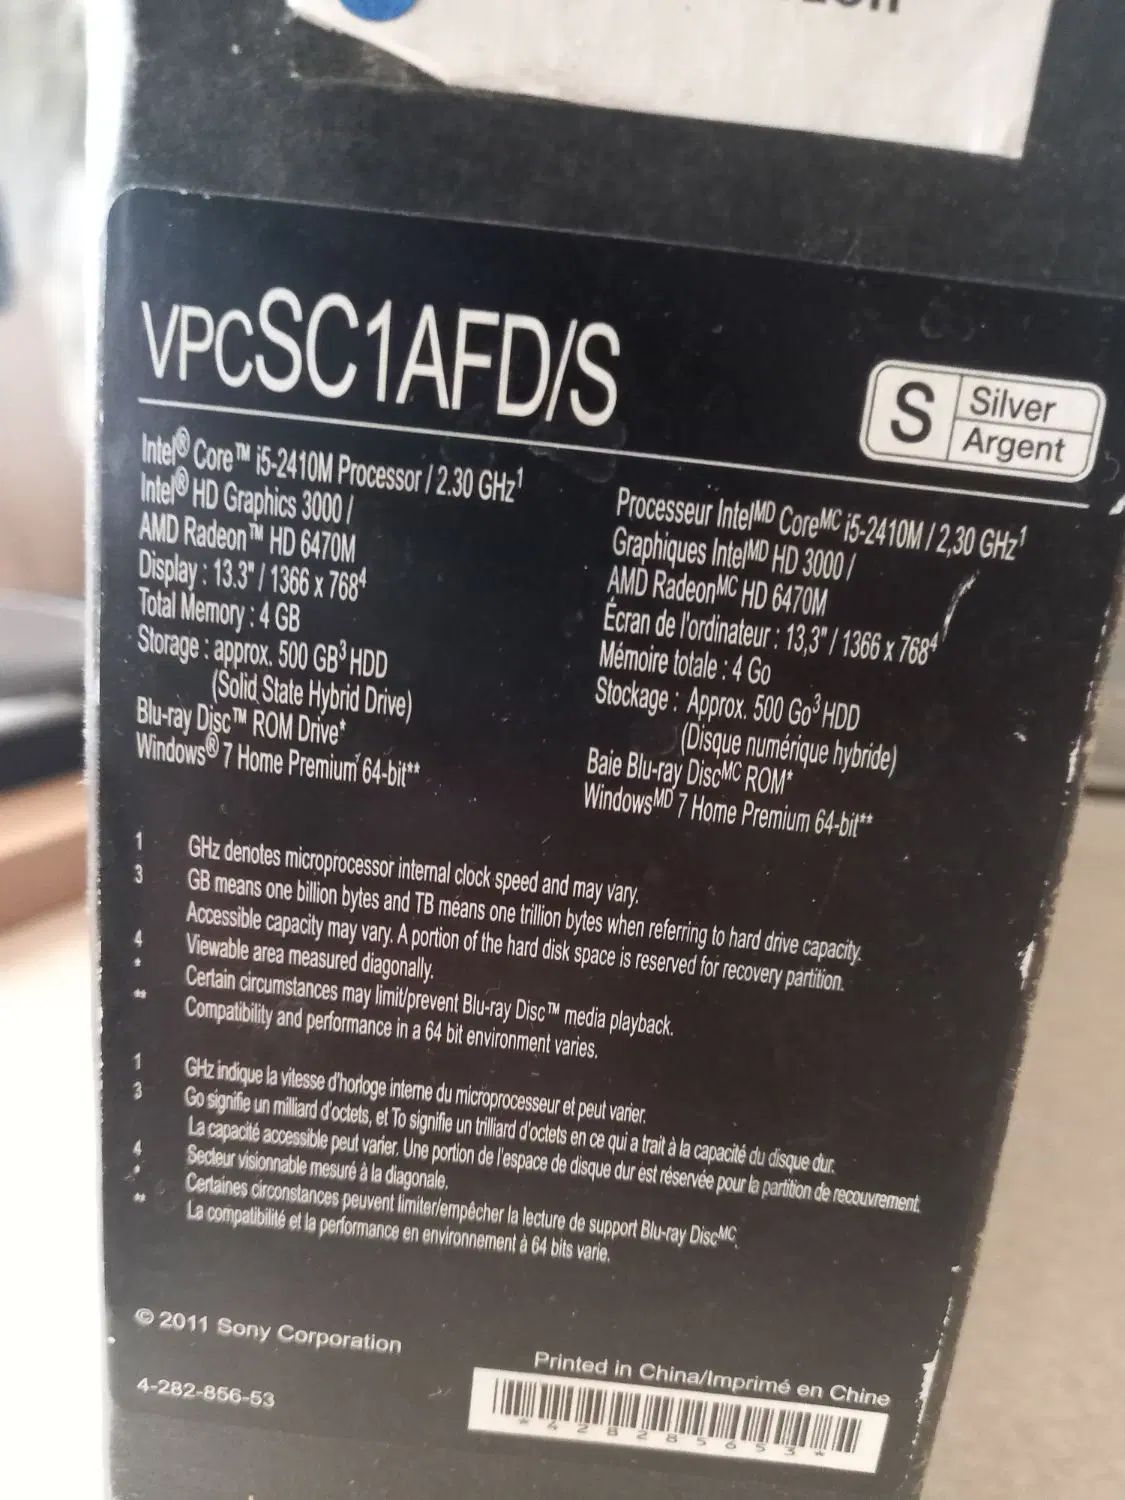 VPCSC1AFD/S
S Silver
Argent
Intel® Core™ i5-2410M Processor / 2.30 GHz¹
Intel® HD Graphics 3000 /
AMD Radeon™ HD 6470M
Display : 13.3" / 1366 x 768⁴
Total Memory : 4 GB
Storage : approx. 500 GB³ HDD
(Solid State Hybrid Drive)
Blu-ray Disc™ ROM Drive*
Windows® 7 Home Premium 64-bit**
Processeur Intelᴹᴰ Coreᴹᶜ i5-2410M / 2,30 GHz¹
Graphiques Intelᴹᴰ HD 3000 /
AMD Radeonᴹᶜ HD 6470M
Écran de l'ordinateur : 13,3" / 1366 x 768⁴
Mémoire totale : 4 Go
Stockage : Approx. 500 Go³ HDD
(Disque numérique hybride)
Baie Blu-ray Discᴹᶜ ROM*
Windowsᴹᴰ 7 Home Premium 64-bit**
1 GHz denotes microprocessor internal clock speed and may vary.
3 GB means one billion bytes and TB means one trillion bytes when referring to hard drive capacity.
Accessible capacity may vary. A portion of the hard disk space is reserved for recovery partition.
4 Viewable area measured diagonally.
* Certain circumstances may limit/prevent Blu-ray Disc™ media playback.
** Compatibility and performance in a 64 bit environment varies.
1 GHz indique la vitesse d'horloge interne du microprocesseur et peut varier.
3 Go signifie un milliard d'octets, et To signifie un trilliard d'octets en ce qui a trait à la capacité du disque dur.
La capacité accessible peut varier. Une portion de l'espace de disque dur est réservée pour la partition de recouvrement.
4 Secteur visionnable mesuré à la diagonale.
* Certaines circonstances peuvent limiter/empêcher la lecture de support Blu-ray Discᴹᶜ.
** La compatibilité et la performance en environnement à 64 bits varie.
© 2011 Sony Corporation
Printed in China/Imprimé en Chine
4-282-856-53
*428285653*